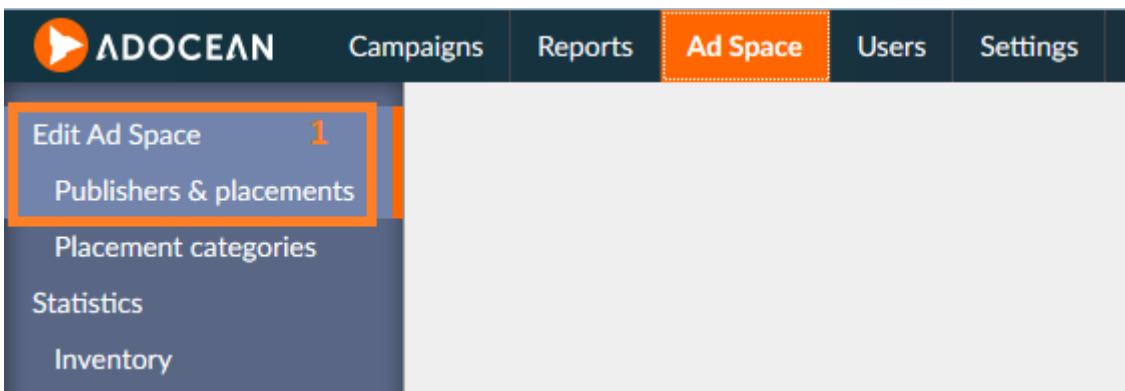 ADOCEAN Campaigns Reports Ad Space Users Settings
Edit Ad Space 1
Publishers & placements
Placement categories
Statistics
Inventory